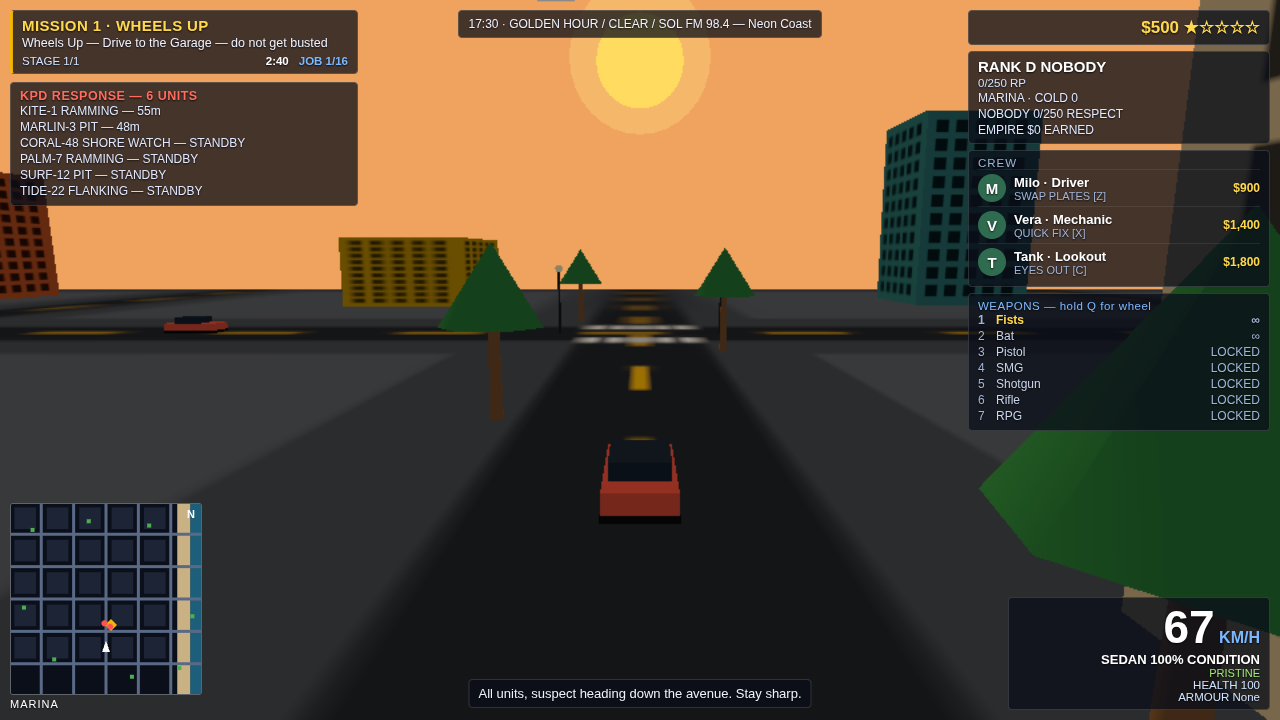 MISSION 1 · WHEELS UP
Wheels Up — Drive to the Garage — do not get busted
STAGE 1/1
2:40 JOB 1/16
KPD RESPONSE — 6 UNITS
KITE-1 RAMMING — 55m
MARLIN-3 PIT — 48m
CORAL-48 SHORE WATCH — STANDBY
PALM-7 RAMMING — STANDBY
SURF-12 PIT — STANDBY
TIDE-22 FLANKING — STANDBY
17:30 · GOLDEN HOUR / CLEAR / SOL FM 98.4 — Neon Coast
$500 ★☆☆☆☆
RANK D NOBODY
0/250 RP
MARINA · COLD 0
NOBODY 0/250 RESPECT
EMPIRE $0 EARNED
CREW
M Milo · Driver $900
SWAP PLATES [Z]
V Vera · Mechanic $1,400
QUICK FIX [X]
T Tank · Lookout $1,800
EYES OUT [C]
WEAPONS — hold Q for wheel
1 Fists ∞
2 Bat ∞
3 Pistol LOCKED
4 SMG LOCKED
5 Shotgun LOCKED
6 Rifle LOCKED
7 RPG LOCKED
N
MARINA
All units, suspect heading down the avenue. Stay sharp.
67 KM/H
SEDAN 100% CONDITION
PRISTINE
HEALTH 100
ARMOUR None